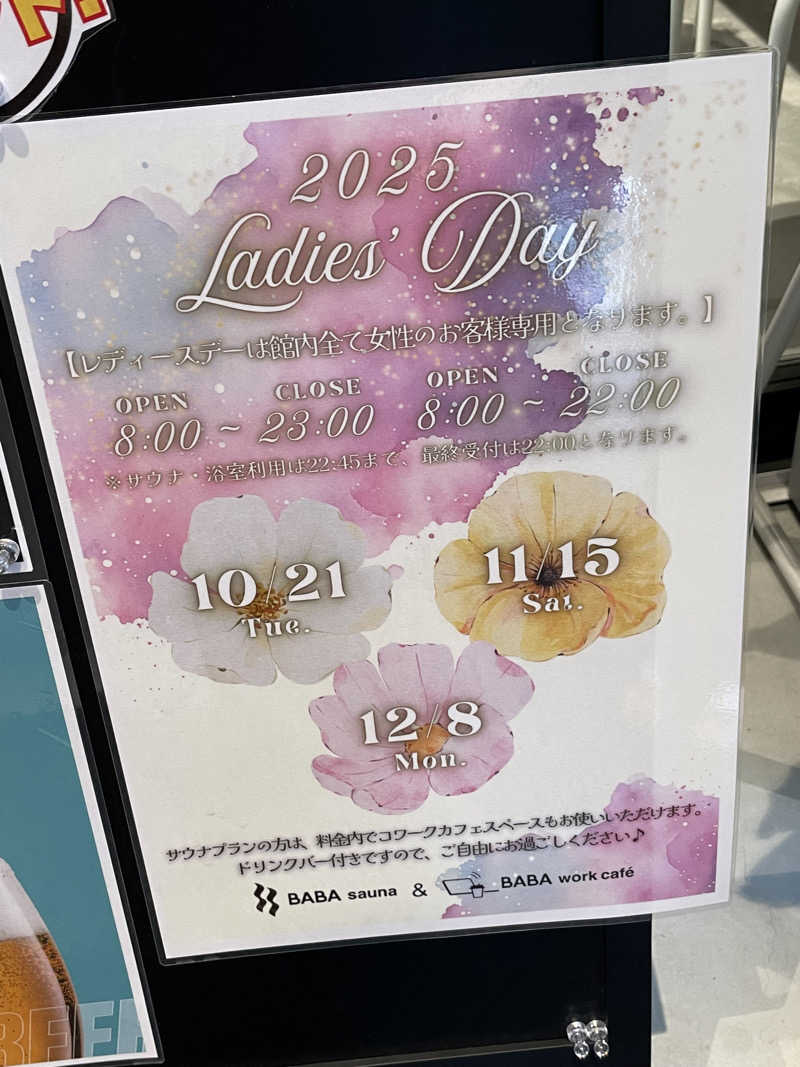 2025
Ladies' Day
【レディースデーは館内全て女性のお客様専用となります。】
OPEN CLOSE OPEN CLOSE
8:00 ~ 23:00 8:00 ~ 22:00
※サウナ・浴室利用は22:45まで、最終受付は22:00となります。
10/21 11/15
Tue. Sat.
12/8
Mon.
サウナプランの方は、料金内でコワークカフェスペースもお使いいただけます。
ドリンクバー付きですので、ご自由にお過ごしください♪
BABA sauna & BABA work café
BEER